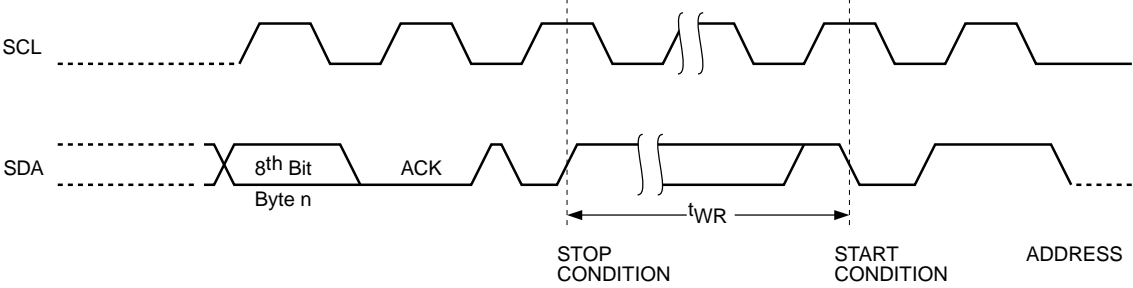 SCL
SDA
8th Bit
ACK
Byte n
tWR
STOP
CONDITION
START
CONDITION
ADDRESS